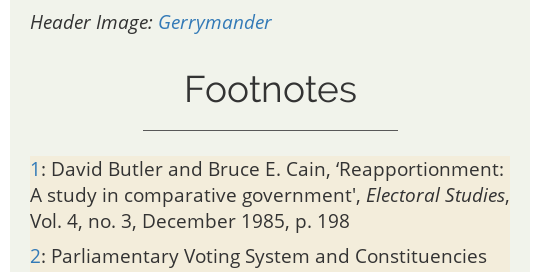 Header Image: Gerrymander
Footnotes
1: David Butler and Bruce E. Cain, ‘Reapportionment:
A study in comparative government', Electoral Studies,
Vol. 4, no. 3, December 1985, p. 198
2: Parliamentary Voting System and Constituencies